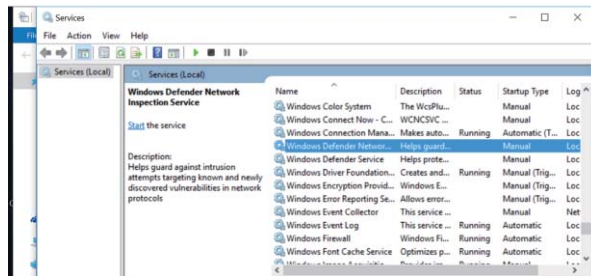 Services
File Action View Help
Services (Local)
Services (Local)
Windows Defender Network Inspection Service
Start the service
Description:
Helps guard against intrusion attempts targeting known and newly discovered vulnerabilities in network protocols
Name Description Status Startup Type Log
Windows Color System The WcsPlu... Manual Loc
Windows Connect Now - C... WCNCSVC ... Manual Loc
Windows Connection Mana... Makes auto... Running Automatic (T... Loc
Windows Defender Networ... Helps guard... Manual Loc
Windows Defender Service Helps prote... Manual Loc
Windows Driver Foundation... Creates and... Running Manual (Trig... Loc
Windows Encryption Provid... Windows E... Manual (Trig... Loc
Windows Error Reporting Se... Allows error... Manual (Trig... Loc
Windows Event Collector This service ... Manual Net
Windows Event Log This service ... Running Automatic Loc
Windows Firewall Windows Fi... Running Automatic Loc
Windows Font Cache Service Optimizes p... Running Automatic Loc